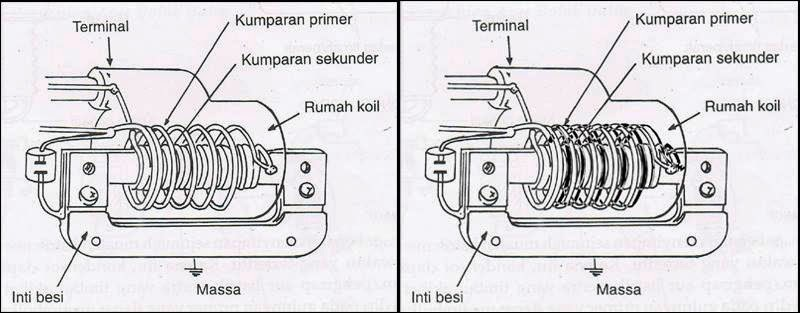 Terminal
Kumparan primer
Kumparan sekunder
Rumah koil
Inti besi
Massa
Terminal
Kumparan primer
Kumparan sekunder
Rumah koil
Inti besi
Massa